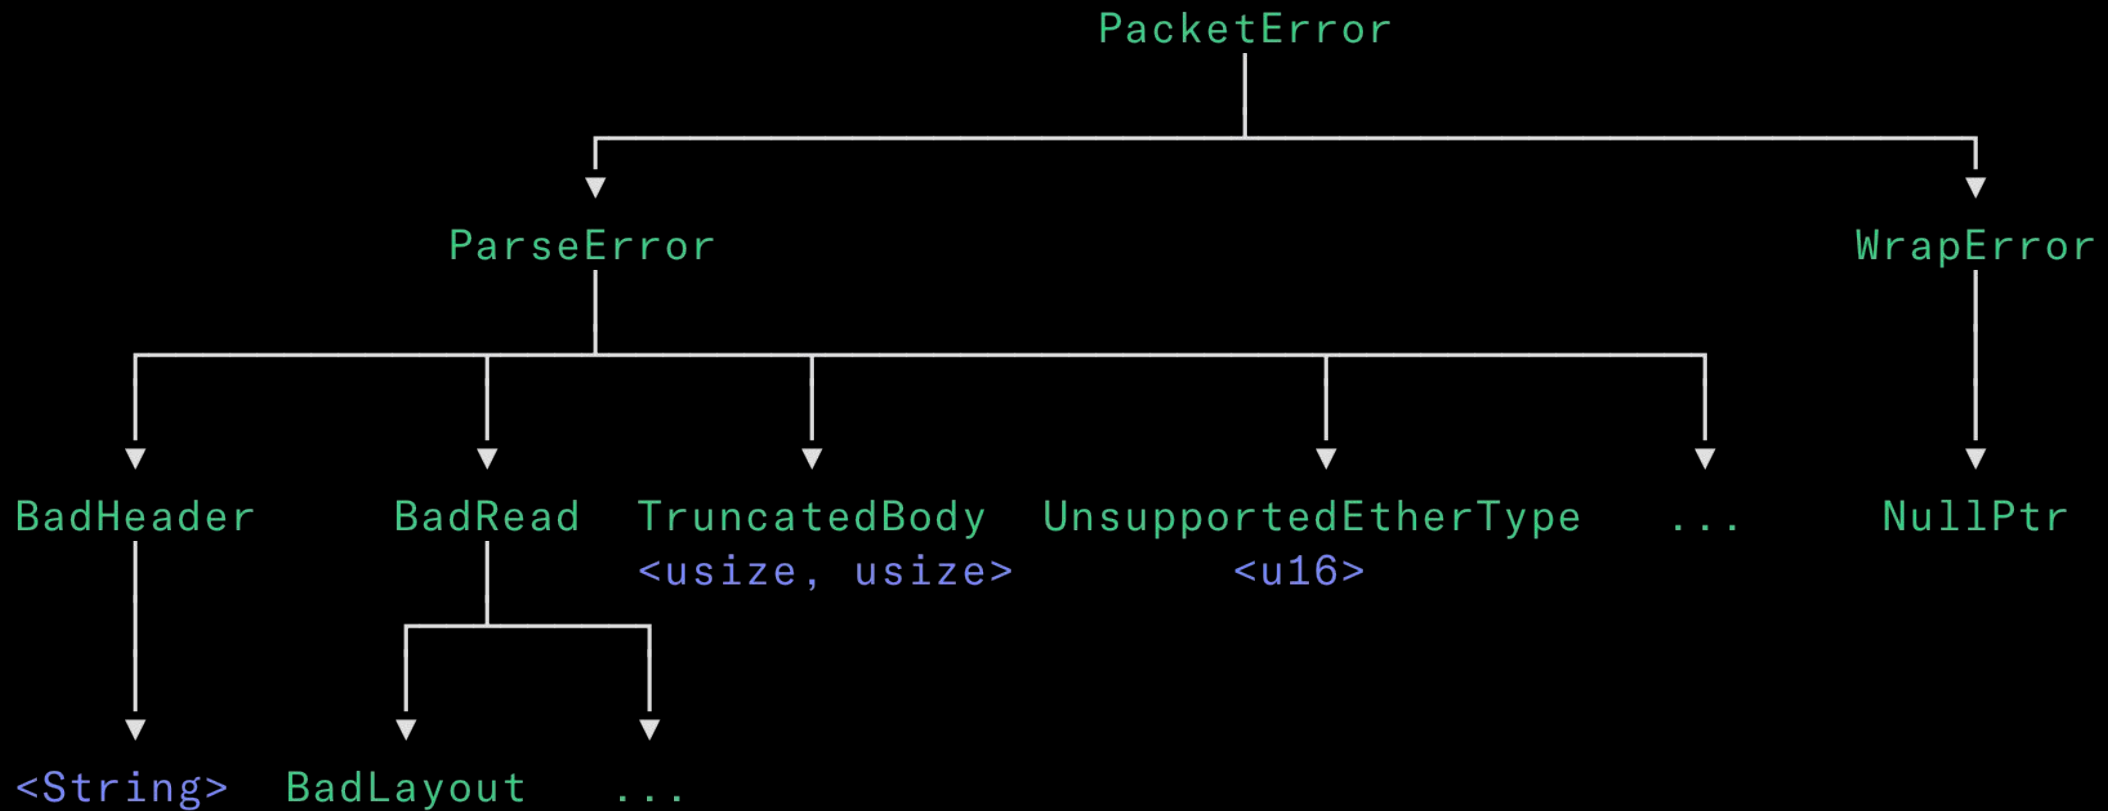 PacketError
ParseError WrapError
BadHeader BadRead TruncatedBody UnsupportedEtherType ... NullPtr
<usize, usize> <u16>
<String> BadLayout ...